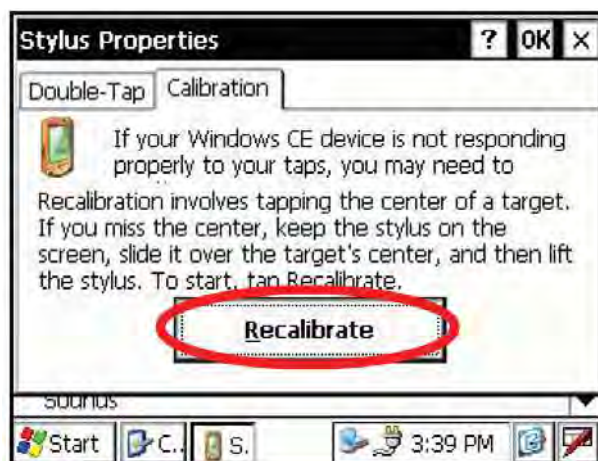 Stylus Properties ? OK ×
Double-Tap Calibration
If your Windows CE device is not responding
properly to your taps, you may need to
Recalibration involves tapping the center of a target.
If you miss the center, keep the stylus on the
screen, slide it over the target's center, and then lift
the stylus. To start, tap Recalibrate.
Recalibrate
Sounds
Start C.. S. 3:39 PM